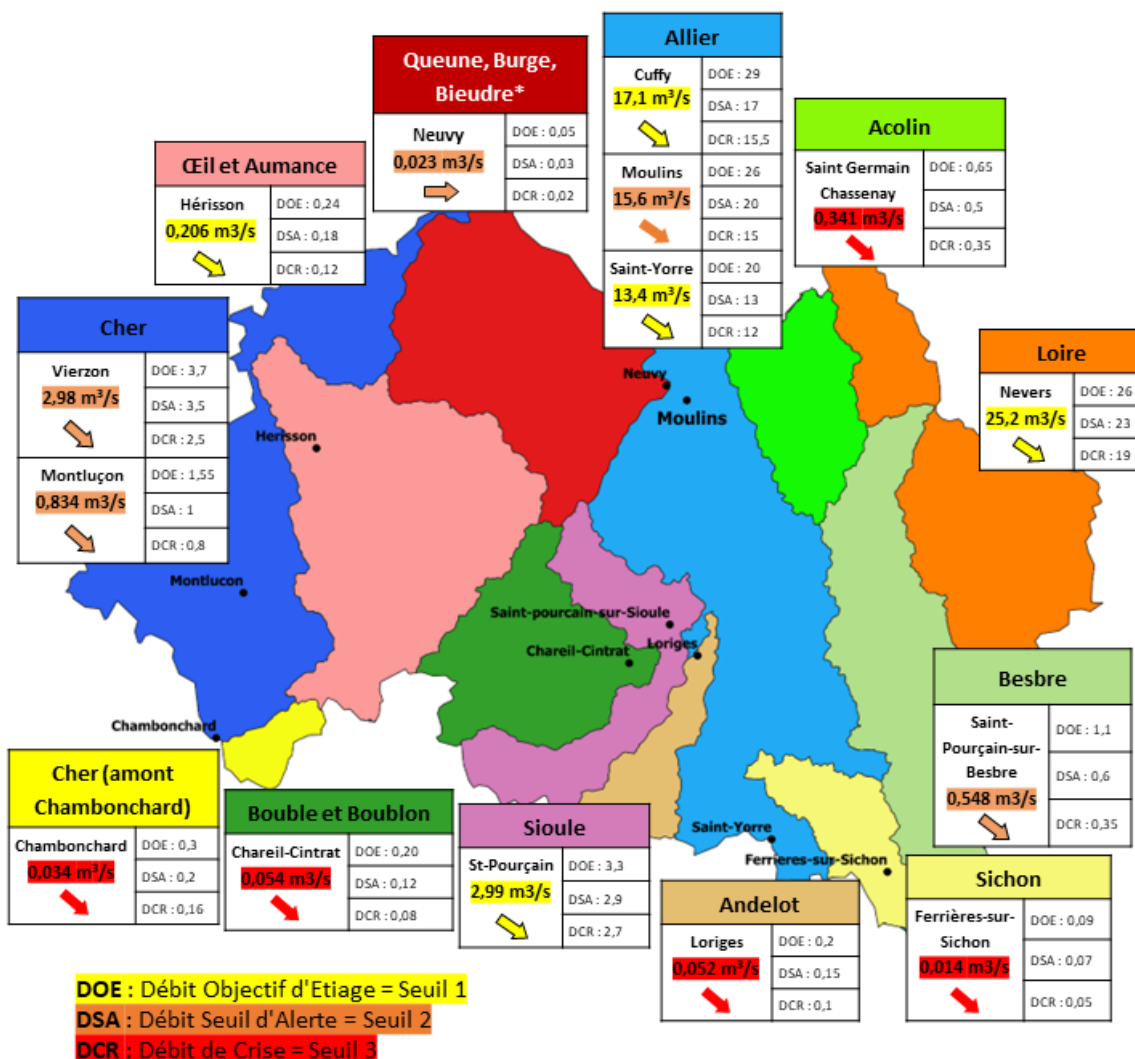 Queune, Burge,
Bieudre*
Neuvy
0,023 m3/s
DOE : 0,05
DSA : 0,03
DCR : 0,02
Allier
Cuffy
17,1 m³/s
DOE : 29
DSA : 17
DCR : 15,5
Moulins
15,6 m³/s
DOE : 26
DSA : 20
DCR : 15
Saint-Yorre
13,4 m³/s
DOE : 20
DSA : 13
DCR : 12
Acolin
Saint Germain
Chassenay
0,341 m3/s
DOE : 0,65
DSA : 0,5
DCR : 0,35
Œil et Aumance
Hérisson
0,206 m3/s
DOE : 0,24
DSA : 0,18
DCR : 0,12
Cher
Vierzon
2,98 m³/s
DOE : 3,7
DSA : 3,5
DCR : 2,5
Montluçon
0,834 m3/s
DOE : 1,55
DSA : 1
DCR : 0,8
Loire
Nevers
25,2 m3/s
DOE : 26
DSA : 23
DCR : 19
Neuvy
Moulins
Herisson
Montlucon
Saint-pourcain-sur-Sioule
Chareil-Cintrat
Loriges
Chambonchard
Saint-Yorre
Ferrieres-sur-Sichon
Besbre
Saint-
Pourçain-sur-
Besbre
0,548 m3/s
DOE : 1,1
DSA : 0,6
DCR : 0,35
Cher (amont
Chambonchard)
Chambonchard
0,034 m³/s
DOE : 0,3
DSA : 0,2
DCR : 0,16
Bouble et Boublon
Chareil-Cintrat
0,054 m3/s
DOE : 0,20
DSA : 0,12
DCR : 0,08
Sioule
St-Pourçain
2,99 m3/s
DOE : 3,3
DSA : 2,9
DCR : 2,7
Andelot
Loriges
0,052 m³/s
DOE : 0,2
DSA : 0,15
DCR : 0,1
Sichon
Ferrières-sur-
Sichon
0,014 m3/s
DOE : 0,09
DSA : 0,07
DCR : 0,05
DOE : Débit Objectif d'Etiage = Seuil 1
DSA : Débit Seuil d'Alerte = Seuil 2
DCR : Débit de Crise = Seuil 3